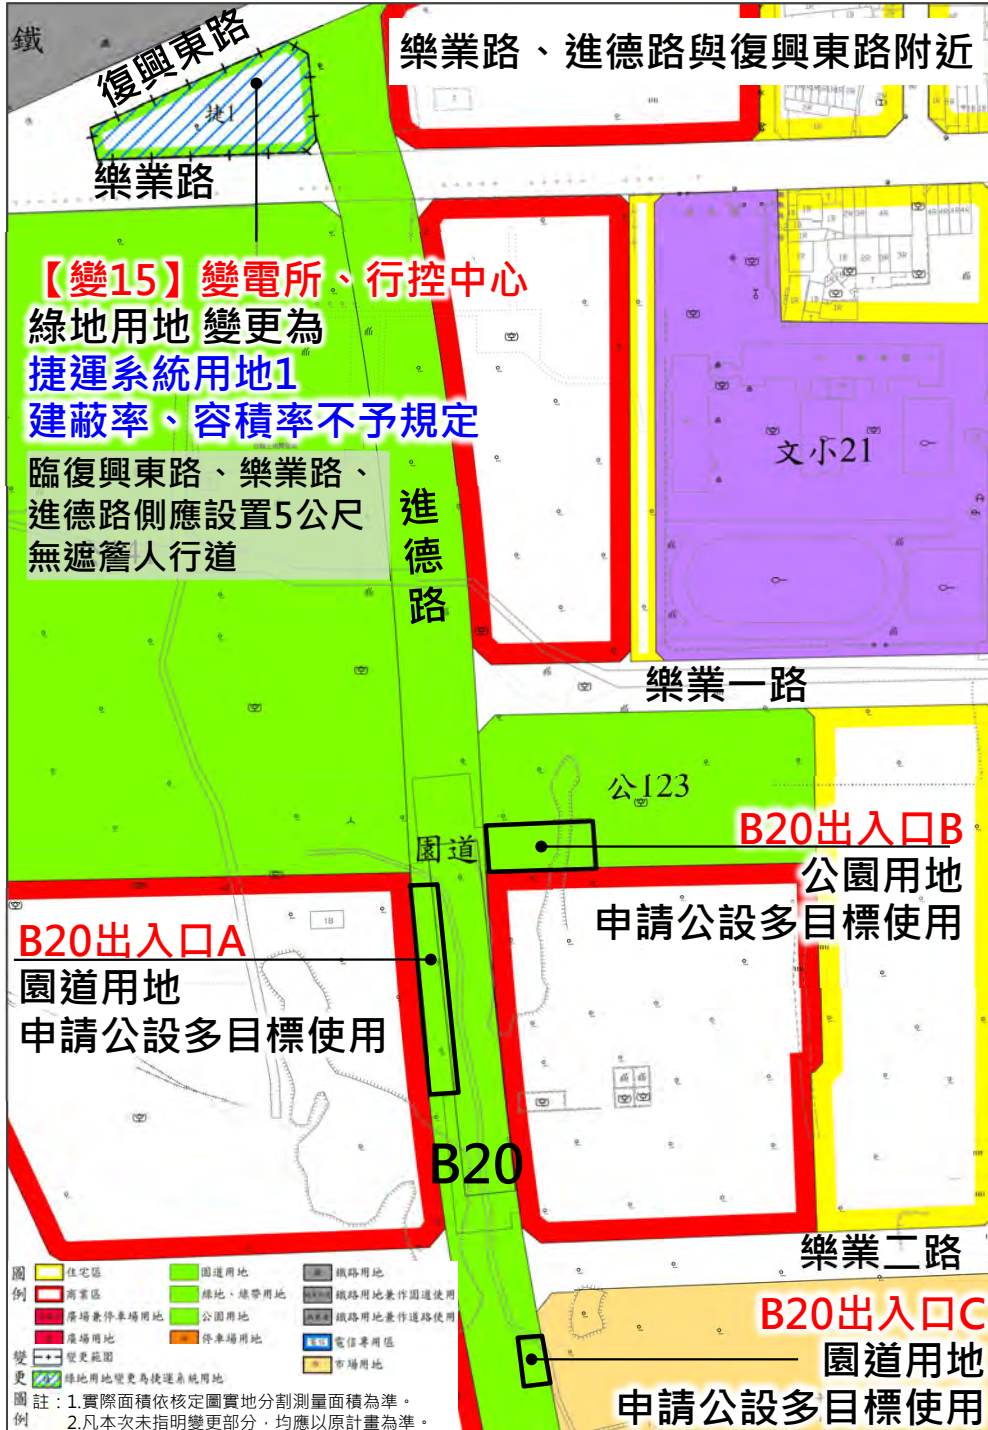 樂業路、進德路與復興東路附近
鐵
復興東路
捷1
樂業路
【變15】變電所、行控中心
綠地用地 變更為
捷運系統用地1
建蔽率、容積率不予規定
臨復興東路、樂業路、
進德路側應設置5公尺
無遮簷人行道
進德路
文小21
樂業一路
公123
園道
B20出入口B
公園用地
申請公設多目標使用
B20出入口A
園道用地
申請公設多目標使用
B20
樂業二路
B20出入口C
園道用地
申請公設多目標使用
圖例
住宅區
園道用地
鐵路用地
商業區
綠地、綠帶用地
鐵路用地兼作園道使用
廣場兼停車場用地
公園用地
鐵路用地兼作道路使用
廣場用地
停車場用地
電信專用區
市場用地
變更圖例
變更範圍
綠地用地變更為捷運系統用地
註：1.實際面積依核定圖實地分割測量面積為準。
2.凡本次未指明變更部分，均應以原計畫為準。